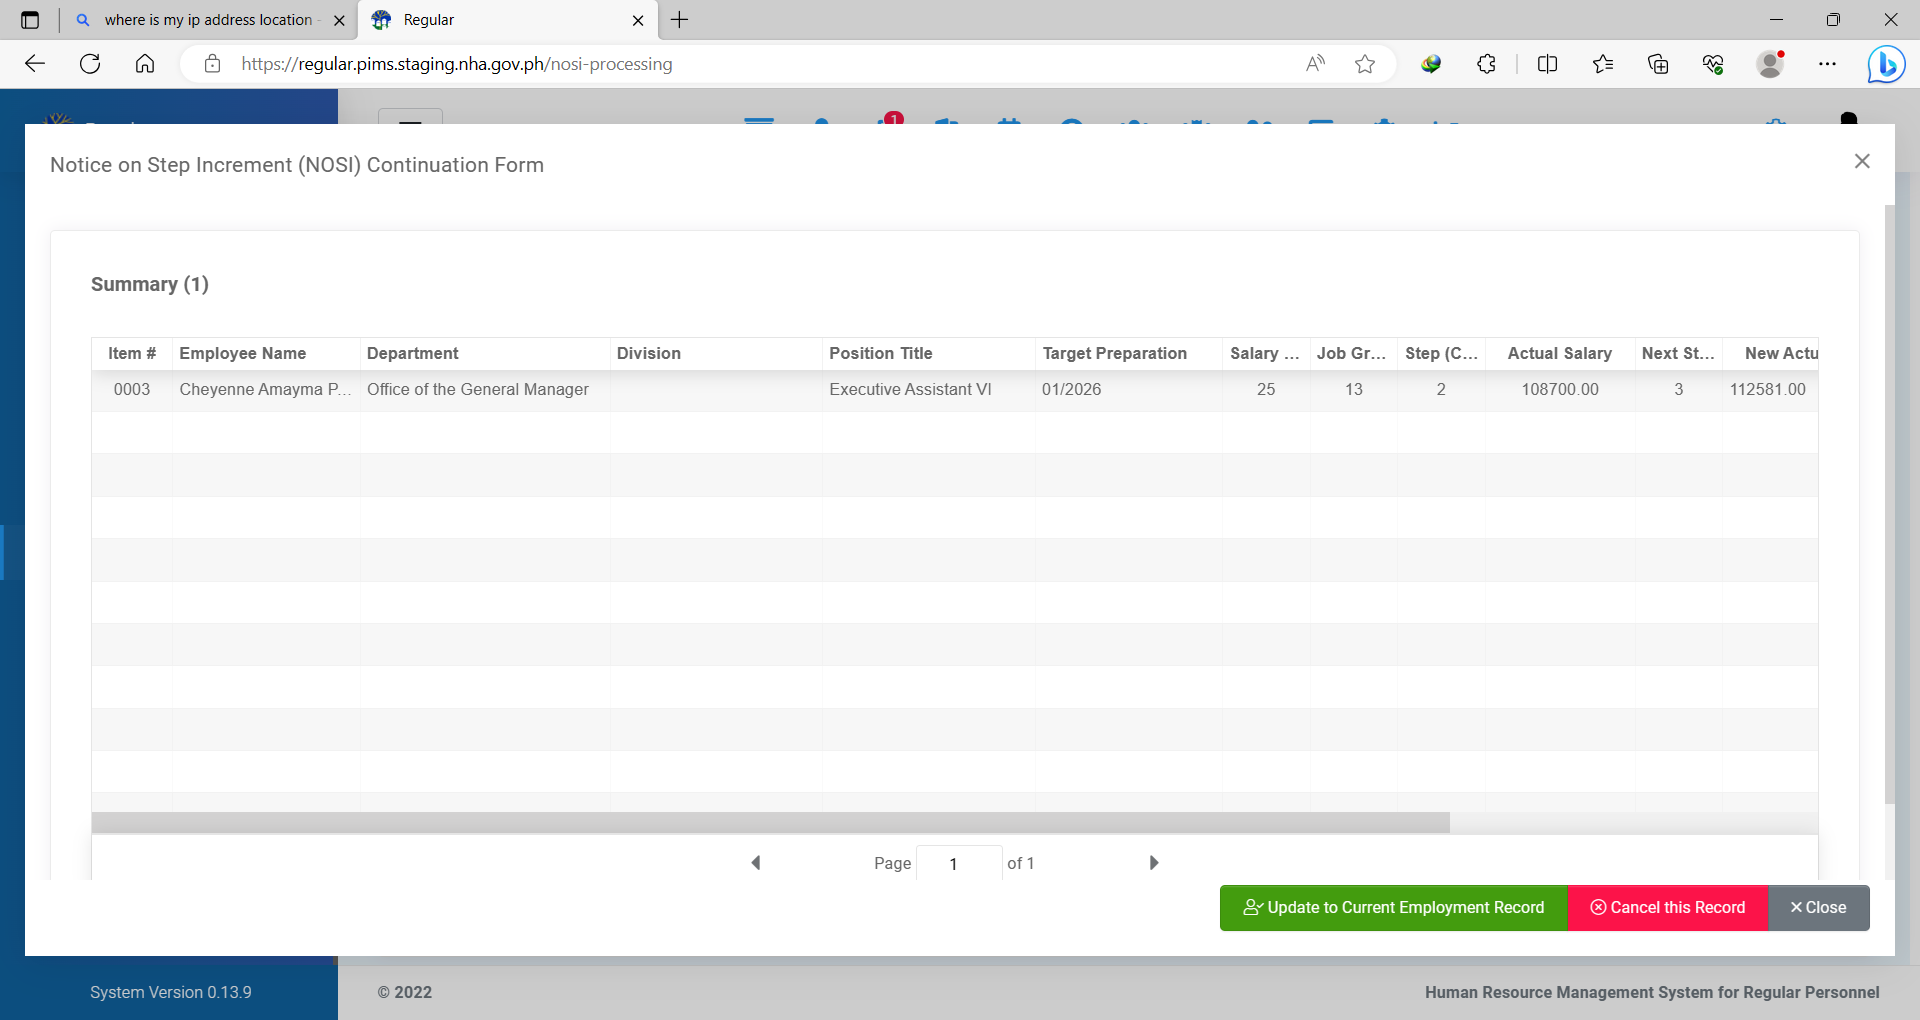 where is my ip address location
Regular
https://regular.pims.staging.nha.gov.ph/nosi-processing
1
Notice on Step Increment (NOSI) Continuation Form
Summary (1)
Item # Employee Name Department Division Position Title Target Preparation Salary ... Job Gr... Step (C... Actual Salary Next St... New Actu
0003 Cheyenne Amayma P... Office of the General Manager Executive Assistant VI 01/2026 25 13 2 108700.00 3 112581.00
Page 1 of 1
Update to Current Employment Record Cancel this Record Close
System Version 0.13.9 © 2022 Human Resource Management System for Regular Personnel